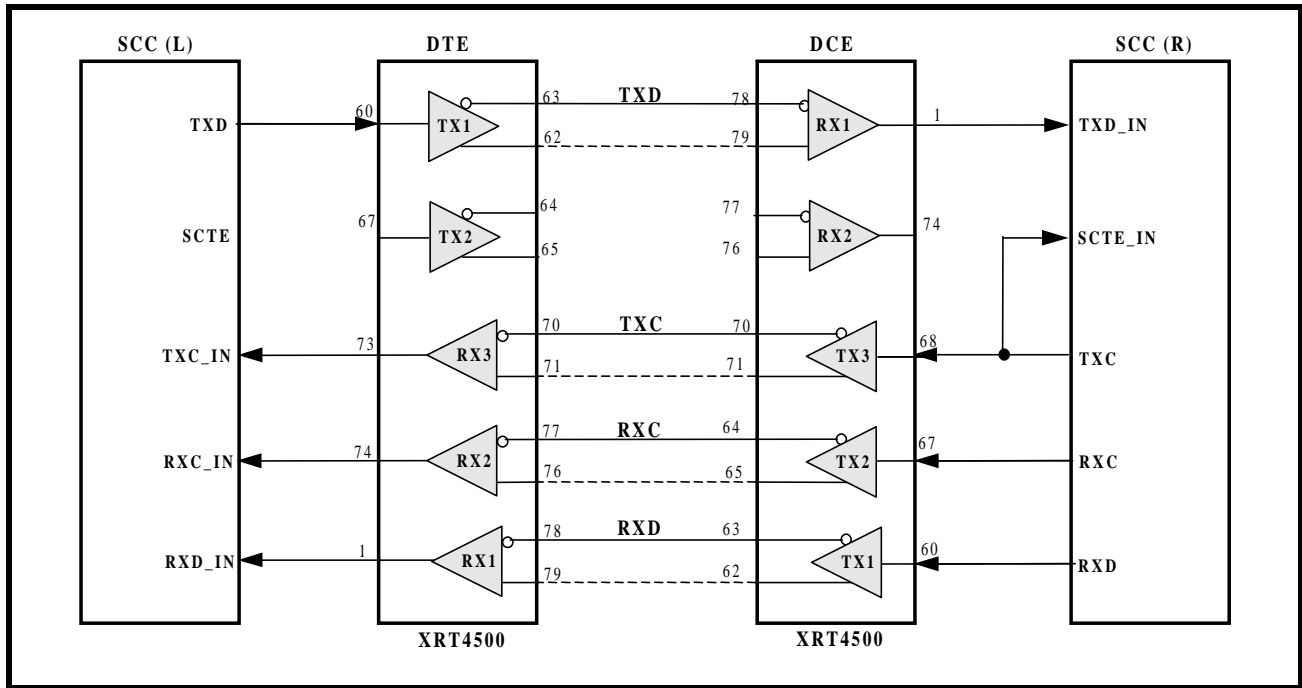 SCC (L) DTE DCE SCC (R)
63 TXD 78
TXD 60 TX1 RX1 1 TXD_IN
62 79
64 77
SCTE 67 TX2 RX2 74 SCTE_IN
65 76
70 TXC 70
TXC_IN 73 RX3 TX3 68 TXC
71 71
77 RXC 64
RXC_IN 74 RX2 TX2 67 RXC
76 65
78 RXD 63
RXD_IN 1 RX1 TX1 60 RXD
79 62
XRT4500 XRT4500